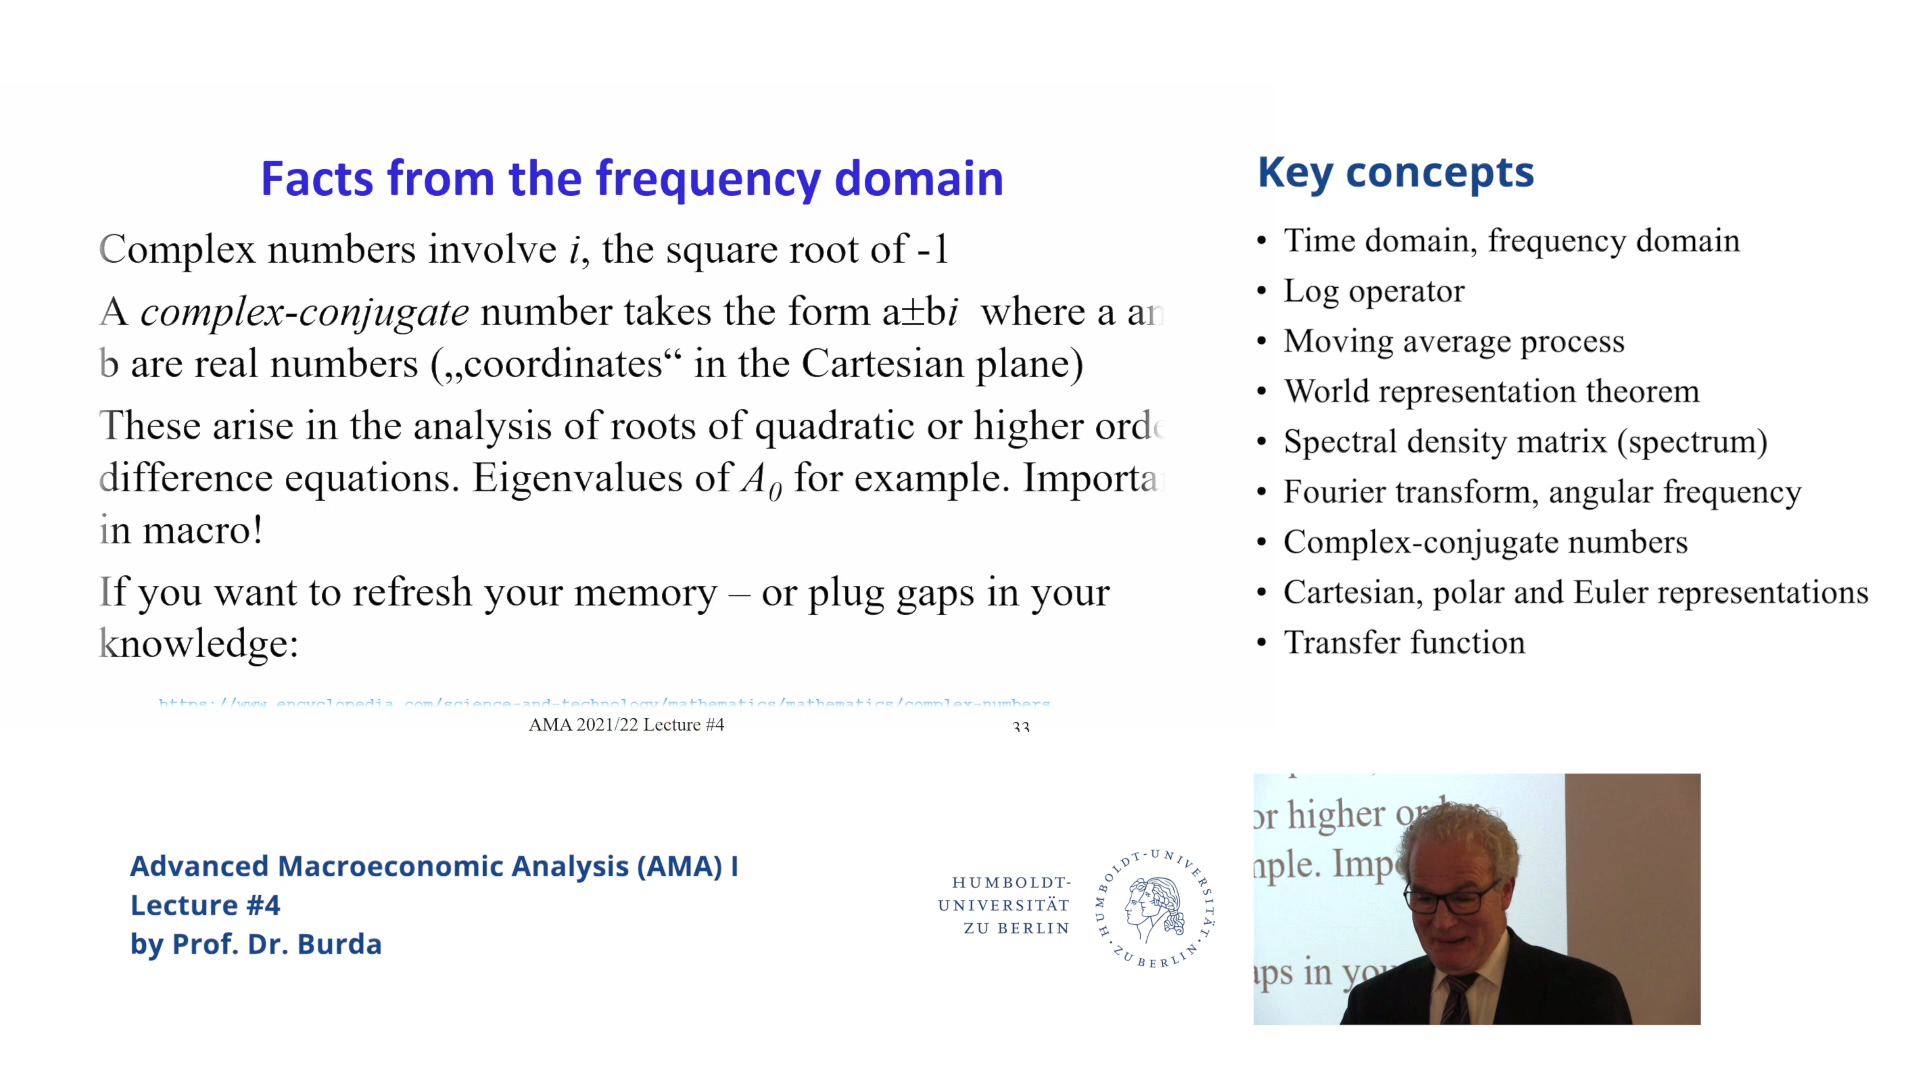 Facts from the frequency domain
Complex numbers involve i, the square root of -1
A complex-conjugate number takes the form a±bi where a an
b are real numbers („coordinates“ in the Cartesian plane)
These arise in the analysis of roots of quadratic or higher orde
difference equations. Eigenvalues of A0 for example. Importa
in macro!
If you want to refresh your memory – or plug gaps in your
knowledge:
https://www.encyclopedia.com/science-and-technology/mathematics/mathematics/complex-numbers
AMA 2021/22 Lecture #4
33
Key concepts
• Time domain, frequency domain
• Log operator
• Moving average process
• World representation theorem
• Spectral density matrix (spectrum)
• Fourier transform, angular frequency
• Complex-conjugate numbers
• Cartesian, polar and Euler representations
• Transfer function
Advanced Macroeconomic Analysis (AMA) I
Lecture #4
by Prof. Dr. Burda
HUMBOLDT-
UNIVERSITÄT
ZU BERLIN
HUMBOLDT-UNIVERSITÄT
ZU BERLIN
or higher order
mple. Impo
aps in you